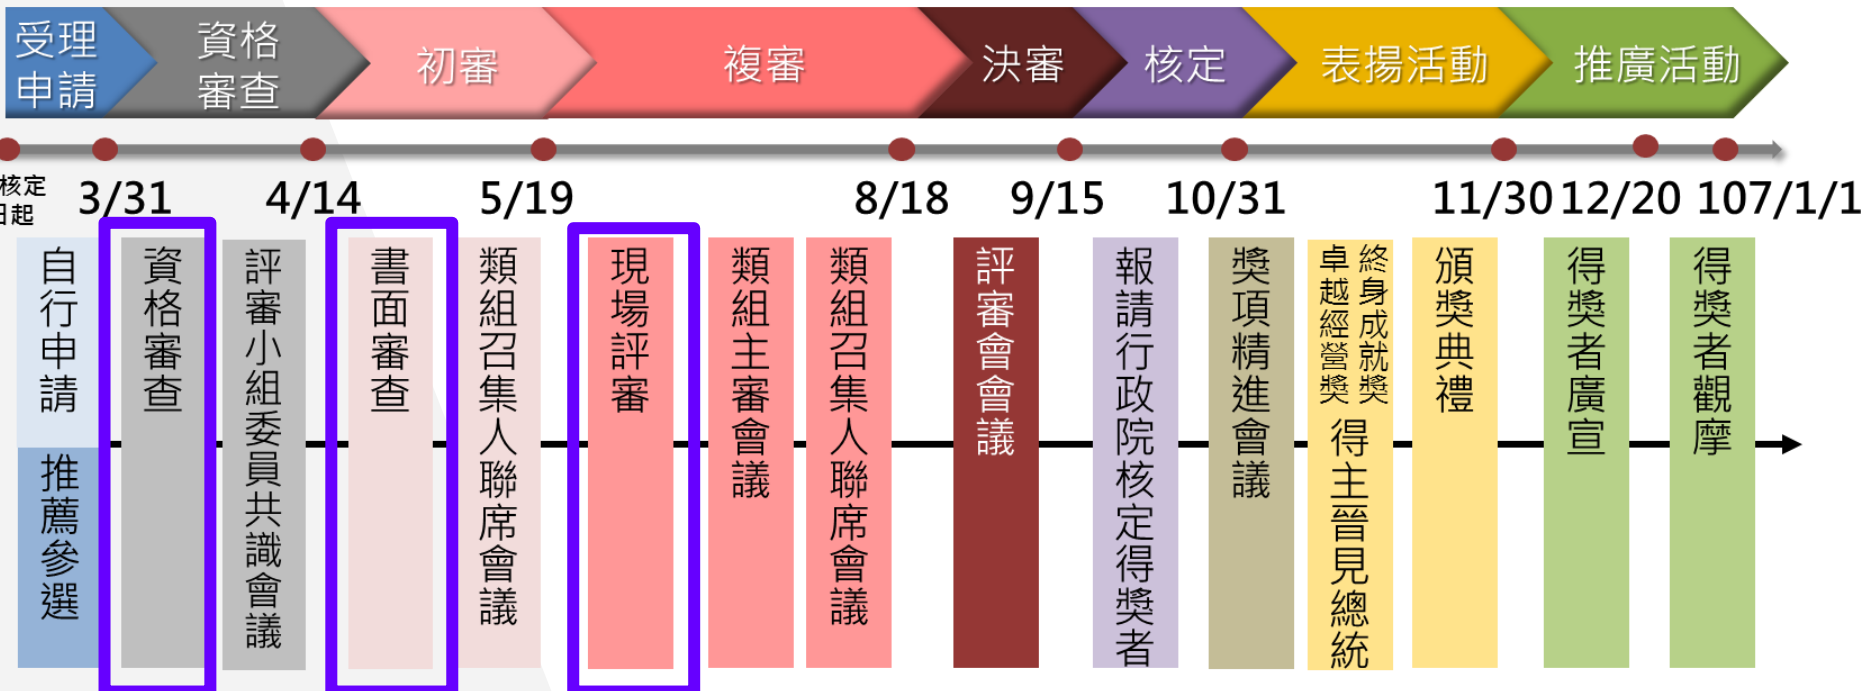 受理
申請
資格
審查
初審
複審
決審
核定
表揚活動
推廣活動
核定
日起
3/31
4/14
5/19
8/18
9/15
10/31
11/30
12/20
107/1/1
自行申請
推薦參選
資格審查
評審小組委員共識會議
書面審查
類組召集人聯席會議
現場評審
類組主審會議
類組召集人聯席會議
評審會會議
報請行政院核定得獎者
獎項精進會議
終身成就獎
卓越經營獎
得主晉見總統
頒獎典禮
得獎者廣宣
得獎者觀摩